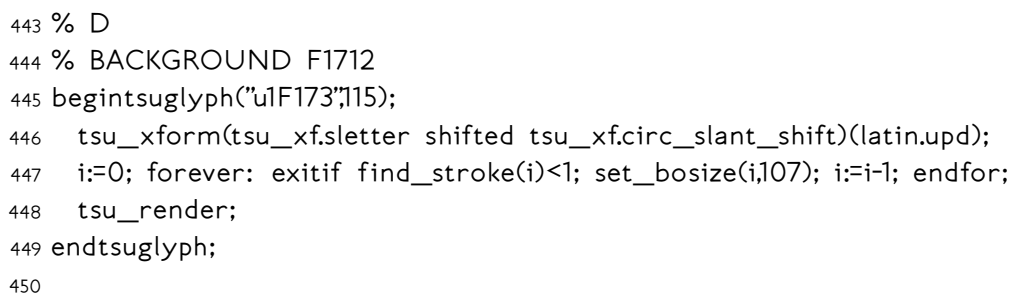 443 % D
444 % BACKGROUND F1712
445 begintsuglyph("u1F173",115);
446 tsu_xform(tsu_xf.sletter shifted tsu_xf.circ_slant_shift)(latin.upd);
447 i:=0; forever: exitif find_stroke(i)<1; set_bosize(i,107); i:=i-1; endfor;
448 tsu_render;
449 endtsuglyph;
450